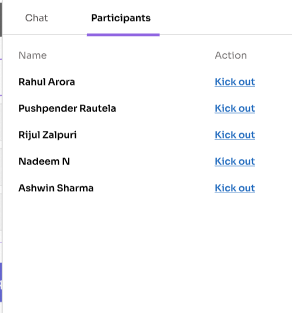 Chat Participants
Name Action
Rahul Arora Kick out
Pushpender Rautela Kick out
Rijul Zalpuri Kick out
Nadeem N Kick out
Ashwin Sharma Kick out